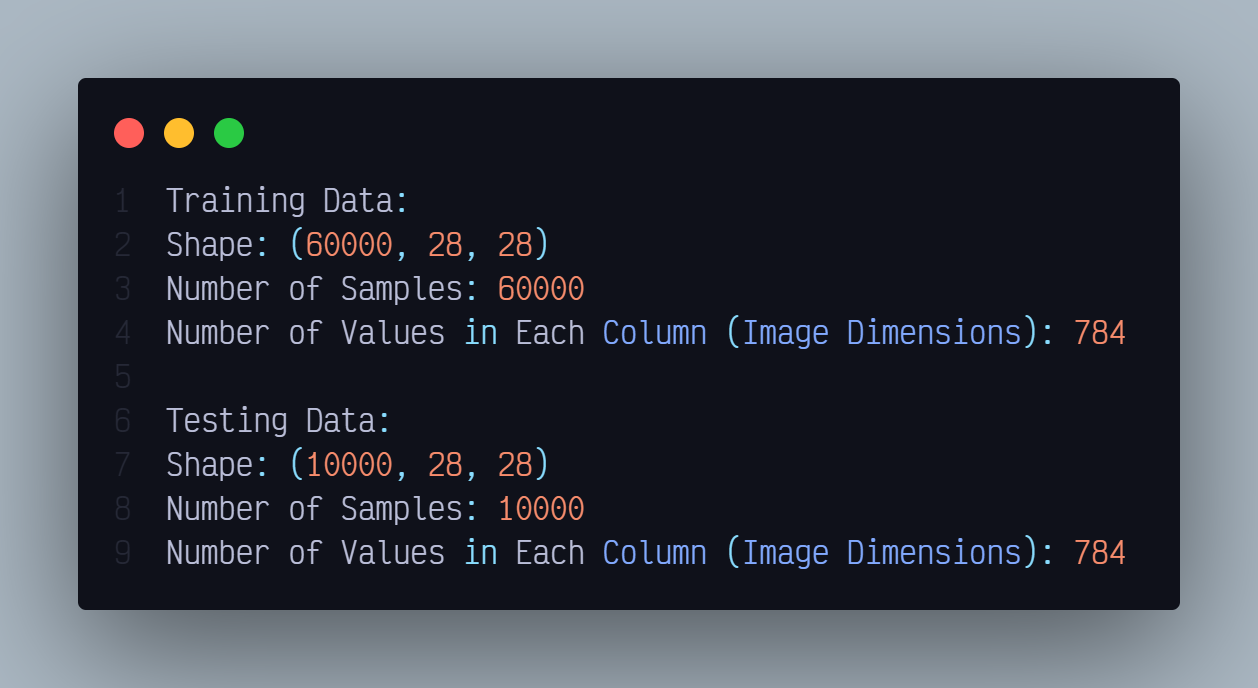 1 Training Data:
2 Shape: (60000, 28, 28)
3 Number of Samples: 60000
4 Number of Values in Each Column (Image Dimensions): 784
5
6 Testing Data:
7 Shape: (10000, 28, 28)
8 Number of Samples: 10000
9 Number of Values in Each Column (Image Dimensions): 784